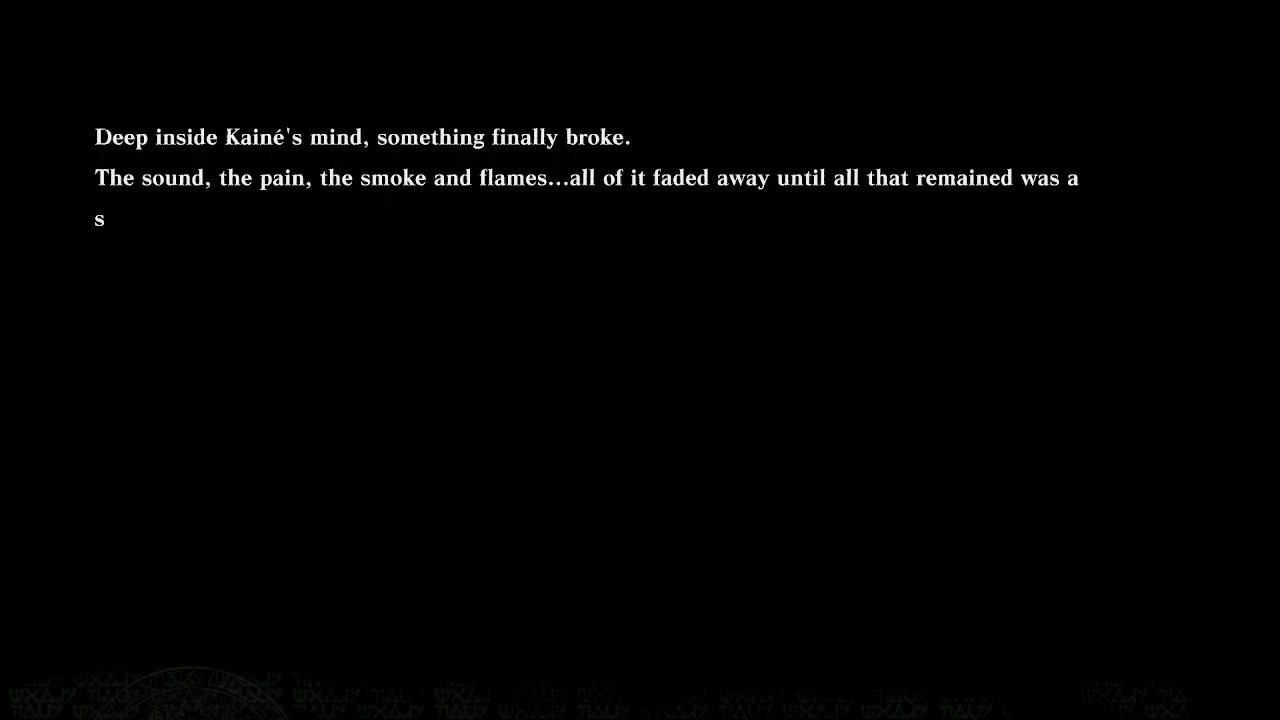 Deep inside Kainé's mind, something finally broke.
The sound, the pain, the smoke and flames...all of it faded away until all that remained was a
s